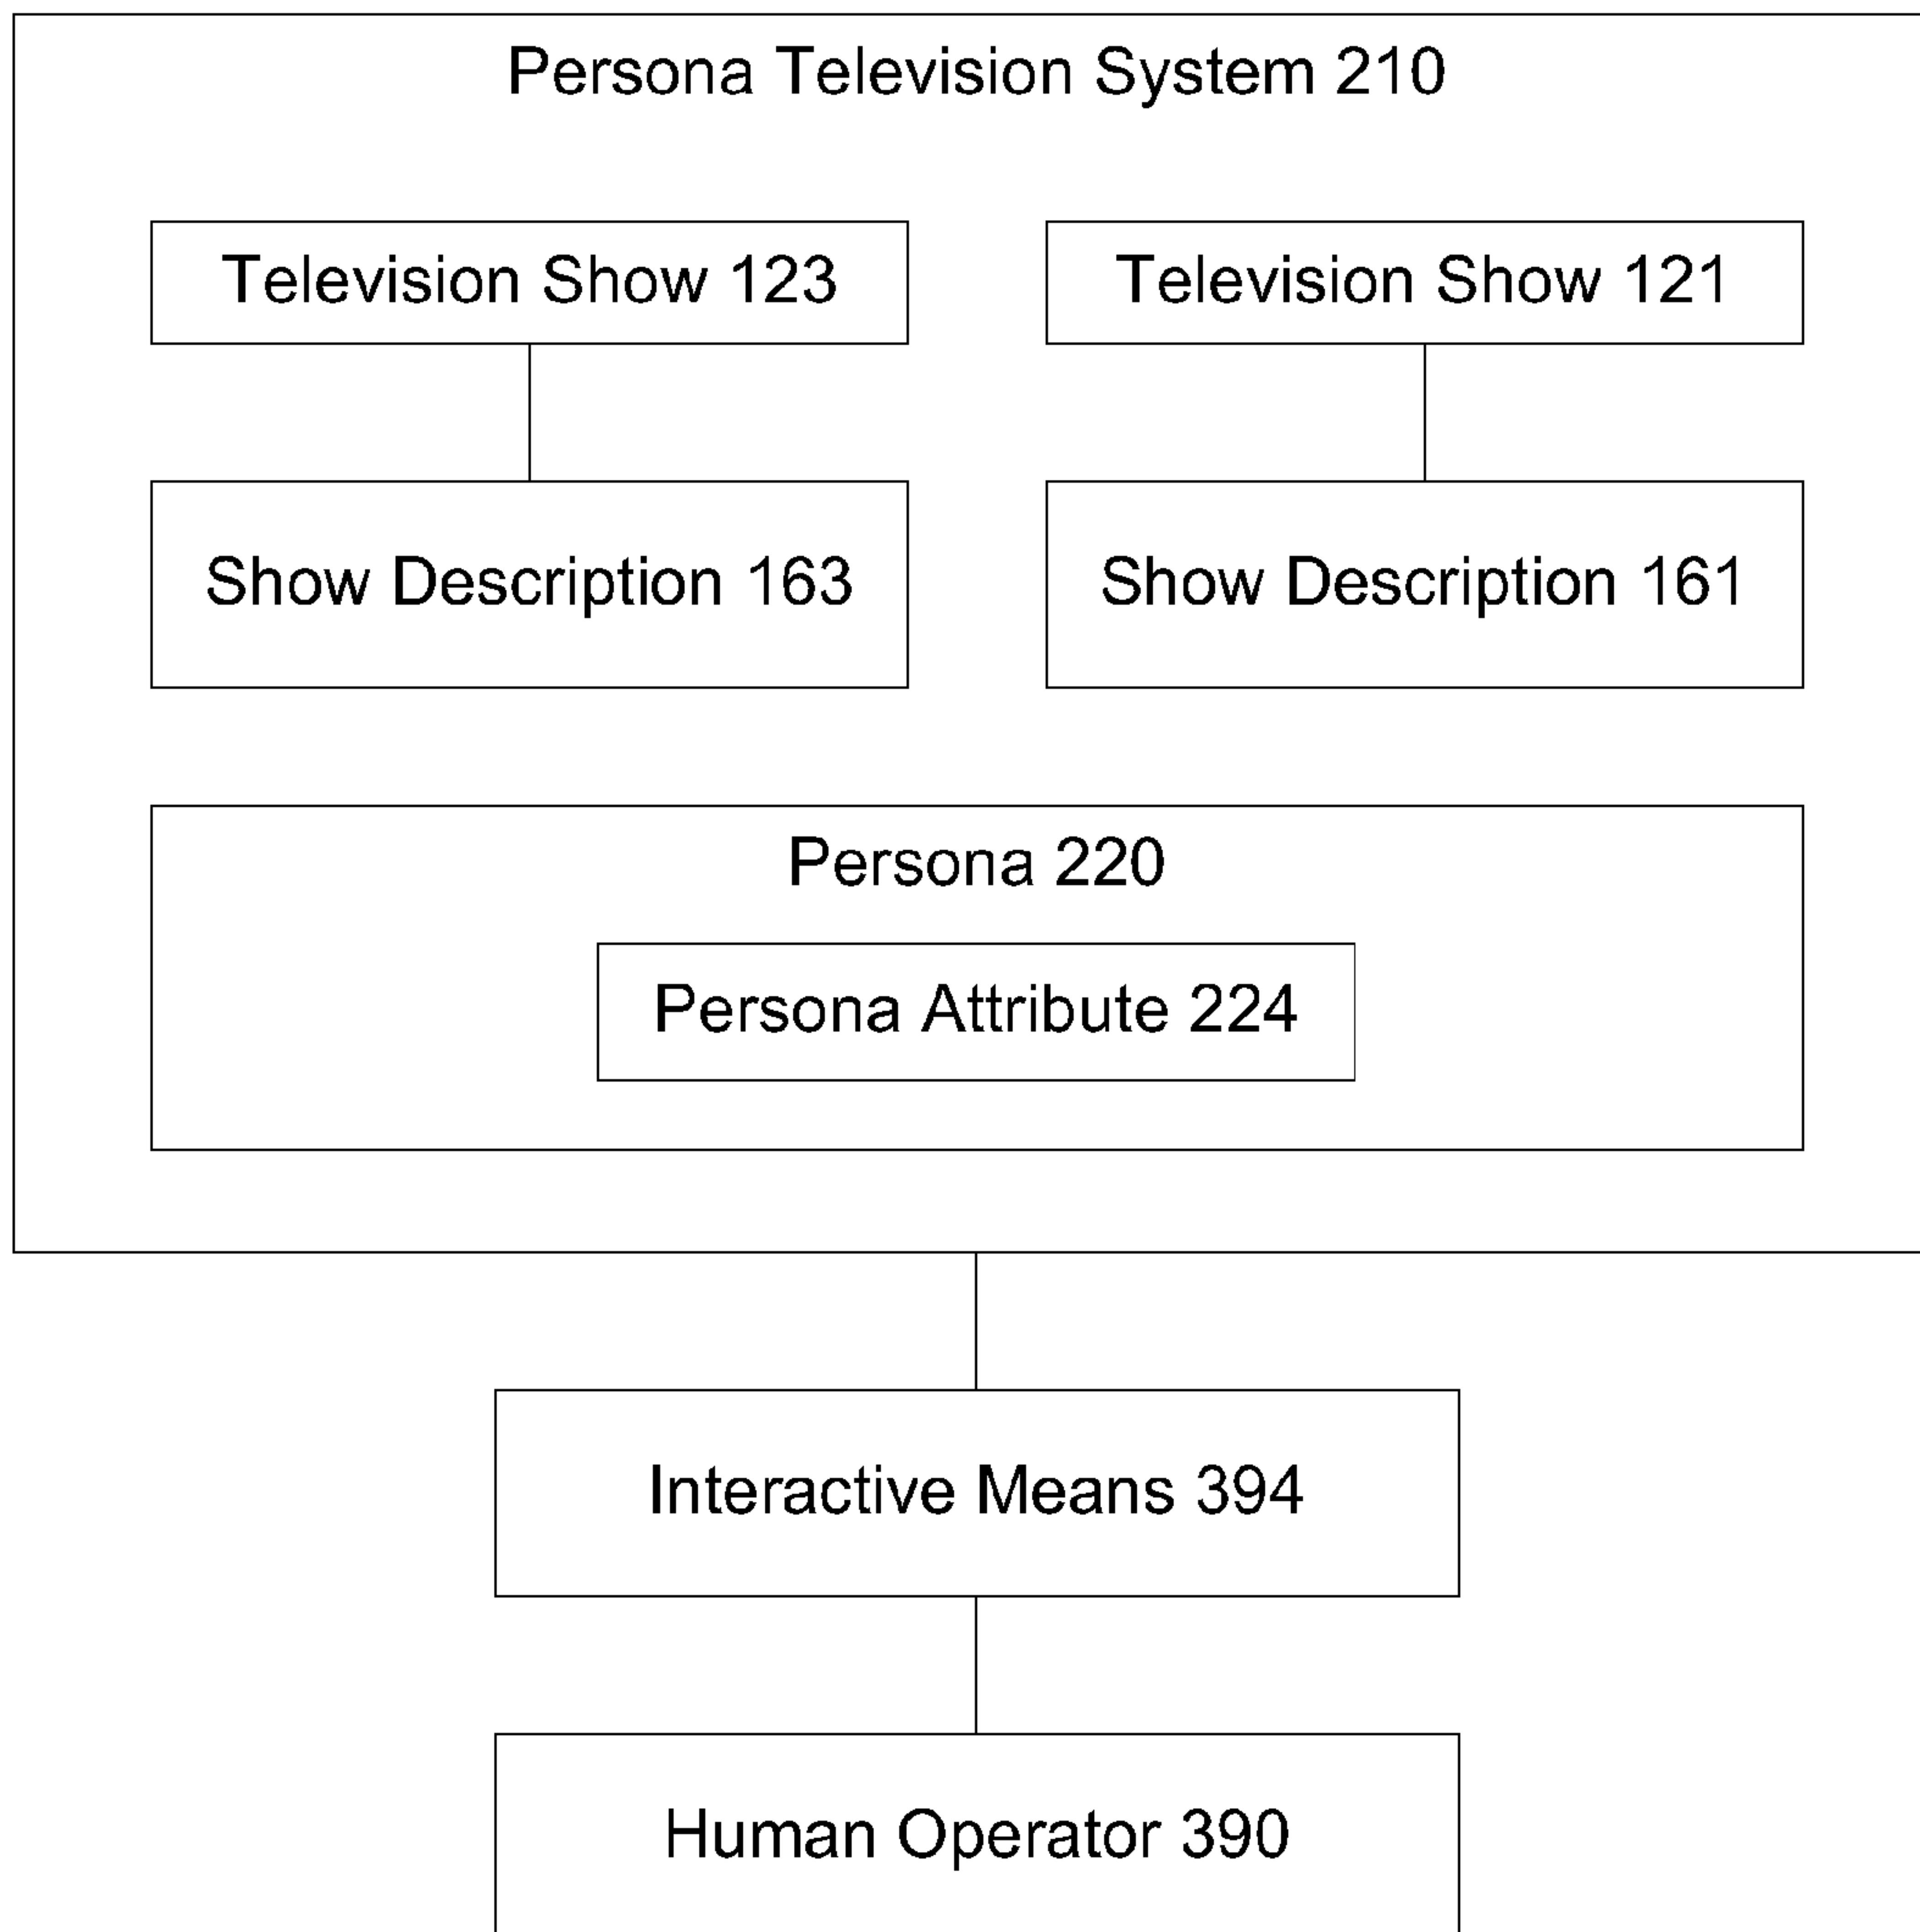 Persona Television System 210
Television Show 123
Television Show 121
Show Description 163
Show Description 161
Persona 220
Persona Attribute 224
Interactive Means 394
Human Operator 390